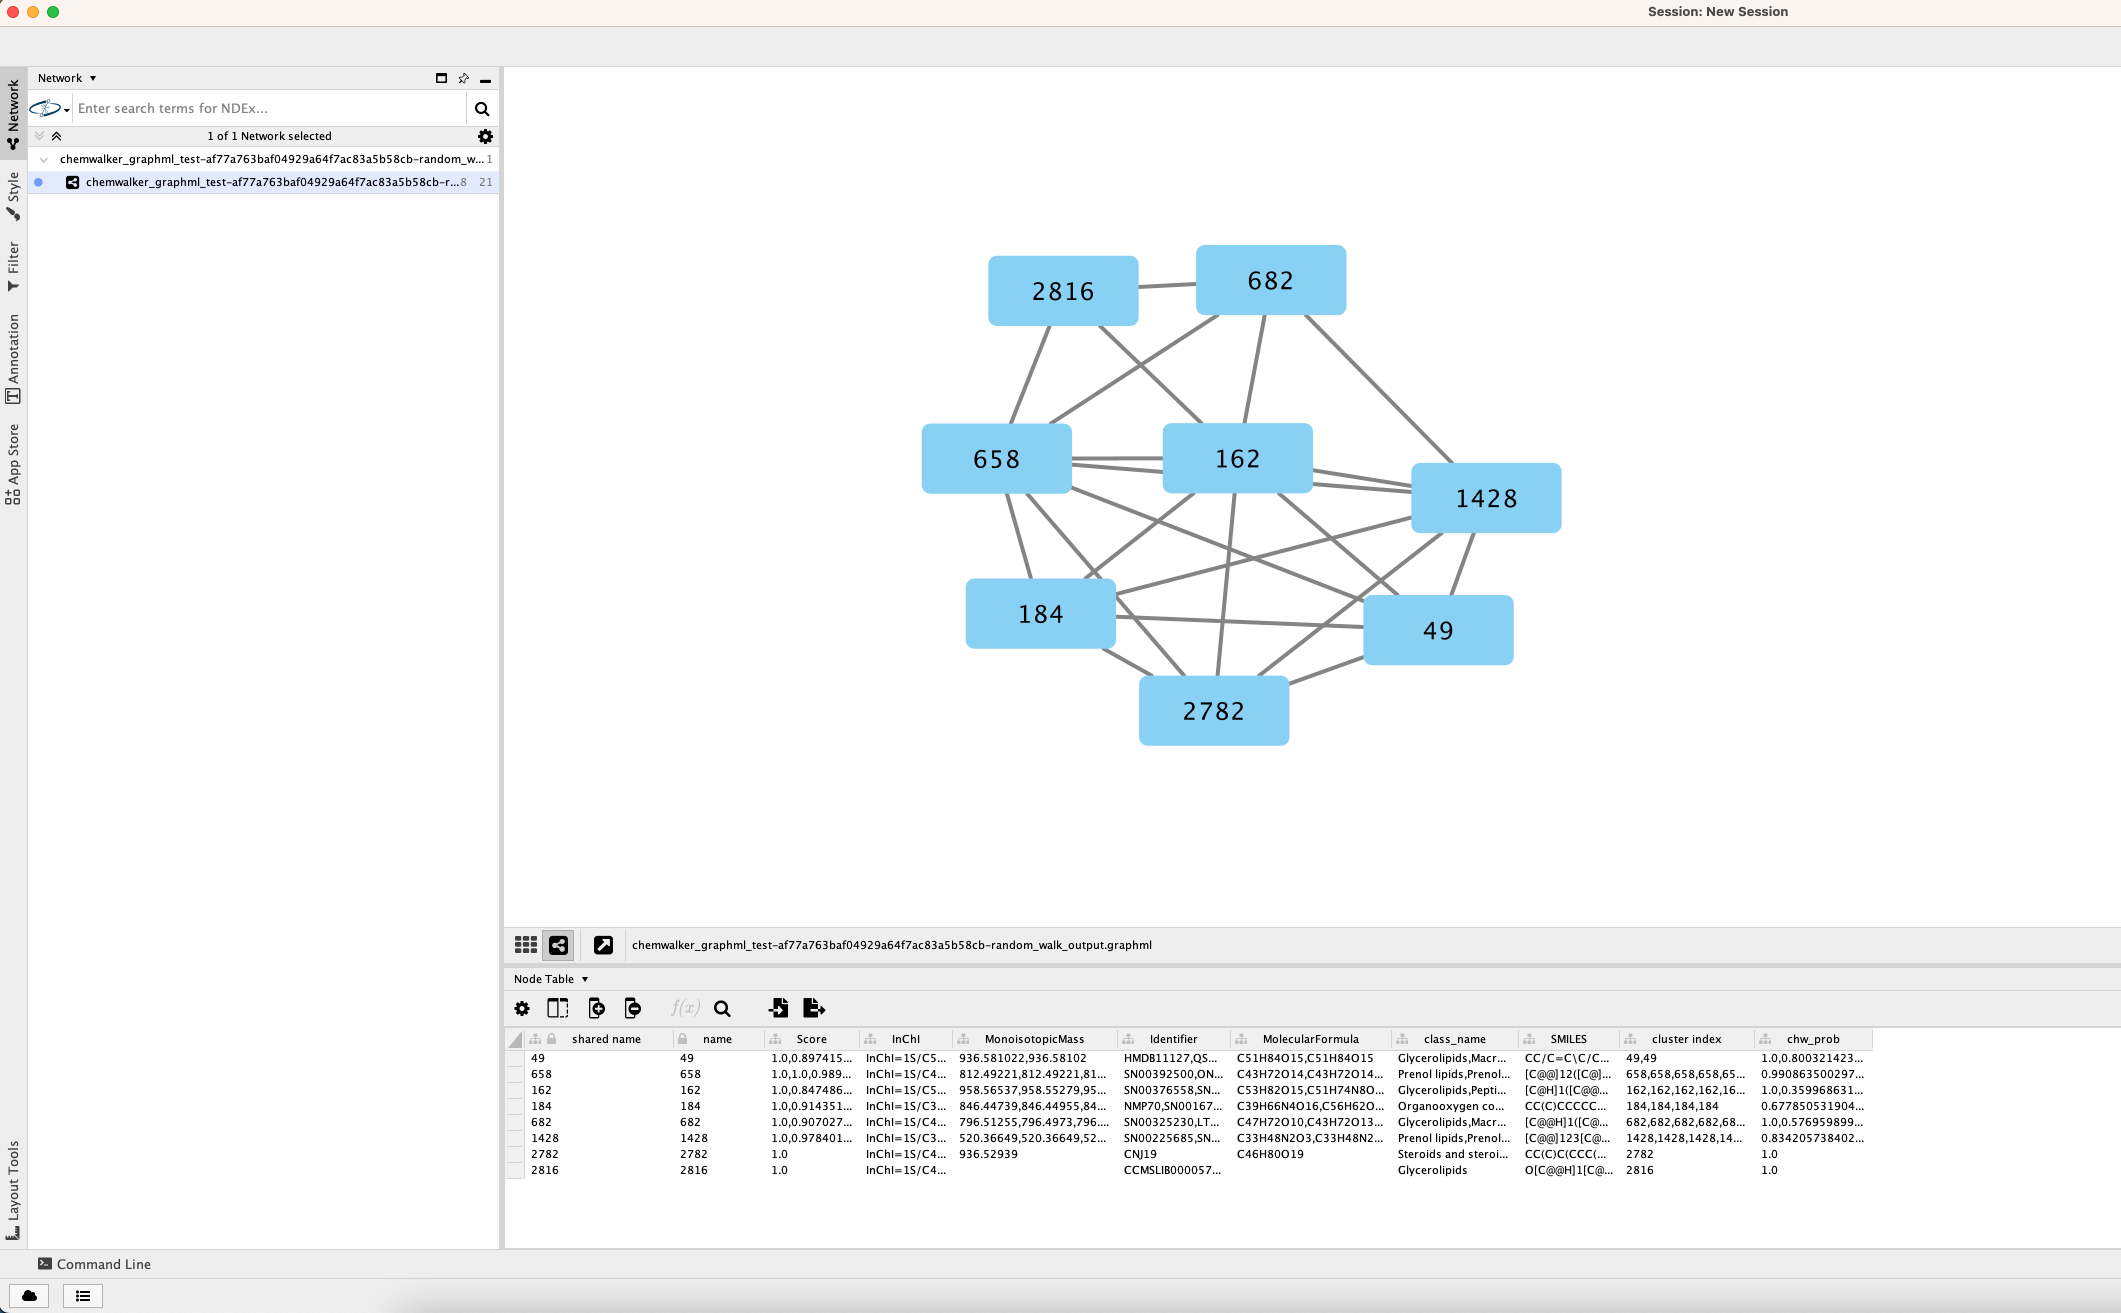 Session: New Session
Network
Enter search terms for NDEx...
1 of 1 Network selected
chemwalker_graphml_test-af77a763baf04929a64f7ac83a5b58cb-random_w... 1
chemwalker_graphml_test-af77a763baf04929a64f7ac83a5b58cb-r... 8 21
Network
Style
Filter
Annotation
App Store
Layout Tools
2816
682
658
162
1428
184
49
2782
chemwalker_graphml_test-af77a763baf04929a64f7ac83a5b58cb-random_walk_output.graphml
Node Table
f(x)
shared name name Score InChI MonoisotopicMass Identifier MolecularFormula class_name SMILES cluster index chw_prob
49 49 1.0,0.897415... InChI=1S/C5... 936.581022,936.58102 HMDB11127,QS... C51H84O15,C51H84O15 Glycerolipids,Macr... CC/C=C\C/C... 49,49 1.0,0.800321423...
658 658 1.0,1.0,0.989... InChI=1S/C4... 812.49221,812.49221,81... SN00392500,ON... C43H72O14,C43H72O14... Prenol lipids,Prenol... [C@@]12([C@]... 658,658,658,658,65... 0.990863500297...
162 162 1.0,0.847486... InChI=1S/C5... 958.56537,958.55279,95... SN00376558,SN... C53H82O15,C51H74N8O... Glycerolipids,Pepti... [C@H]1([C@@... 162,162,162,162,16... 1.0,0.359968631...
184 184 1.0,0.914351... InChI=1S/C3... 846.44739,846.44955,84... NMP70,SN00167... C39H66N4O16,C56H62O... Organooxygen co... CC(C)CCCCC... 184,184,184,184 0.677850531904...
682 682 1.0,0.907027... InChI=1S/C4... 796.51255,796.4973,796.... SN00325230,LT... C47H72O10,C43H72O13... Glycerolipids,Macr... [C@@H]1([C@... 682,682,682,682,68... 1.0,0.576959899...
1428 1428 1.0,0.978401... InChI=1S/C3... 520.36649,520.36649,52... SN00225685,SN... C33H48N2O3,C33H48N2... Prenol lipids,Prenol... [C@@]123[C@... 1428,1428,1428,14... 0.834205738402...
2782 2782 1.0 InChI=1S/C4... 936.52939 CNJ19 C46H80O19 Steroids and steroi... CC(C)C(CCC(... 2782 1.0
2816 2816 1.0 InChI=1S/C4... CCMSLIB000057... Glycerolipids O[C@@H]1[C@... 2816 1.0
Command Line